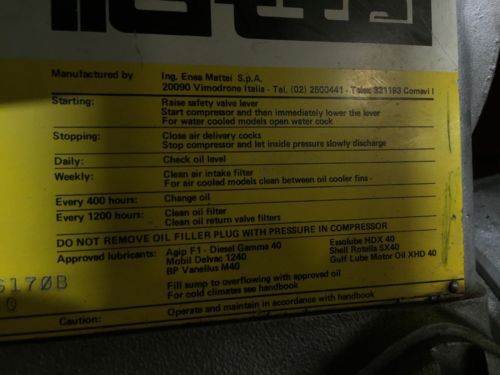 Manufactured by Ing. Enea Mattei S.p.A.
20090 Vimodrone Italia - Tel. (02) 2500441 - Telex 321193 Comavi I
Starting: Raise safety valve lever
Start compressor and then immediately lower the lever
For water cooled models open water cock
Stopping: Close air delivery cocks
Stop compressor and let inside pressure slowly discharge
Daily: Check oil level
Weekly: Clean air intake filter
For air cooled models clean between oil cooler fins -
Every 400 hours: Change oil
Every 1200 hours: Clean oil filter
Clean oil return valve filters
DO NOT REMOVE OIL FILLER PLUG WITH PRESSURE IN COMPRESSOR
Approved lubricants: Agip F1 - Diesel Gamma 40 Essolube HDX 40
Mobil Delvac 1240 Shell Rotella SX40
BP Vanellus M40 Gulf Lube Motor Oil XHD 40
Fill sump to overflowing with approved oil
For cold climates see handbook
Caution: Operate and maintain in accordance with handbook
170B
0